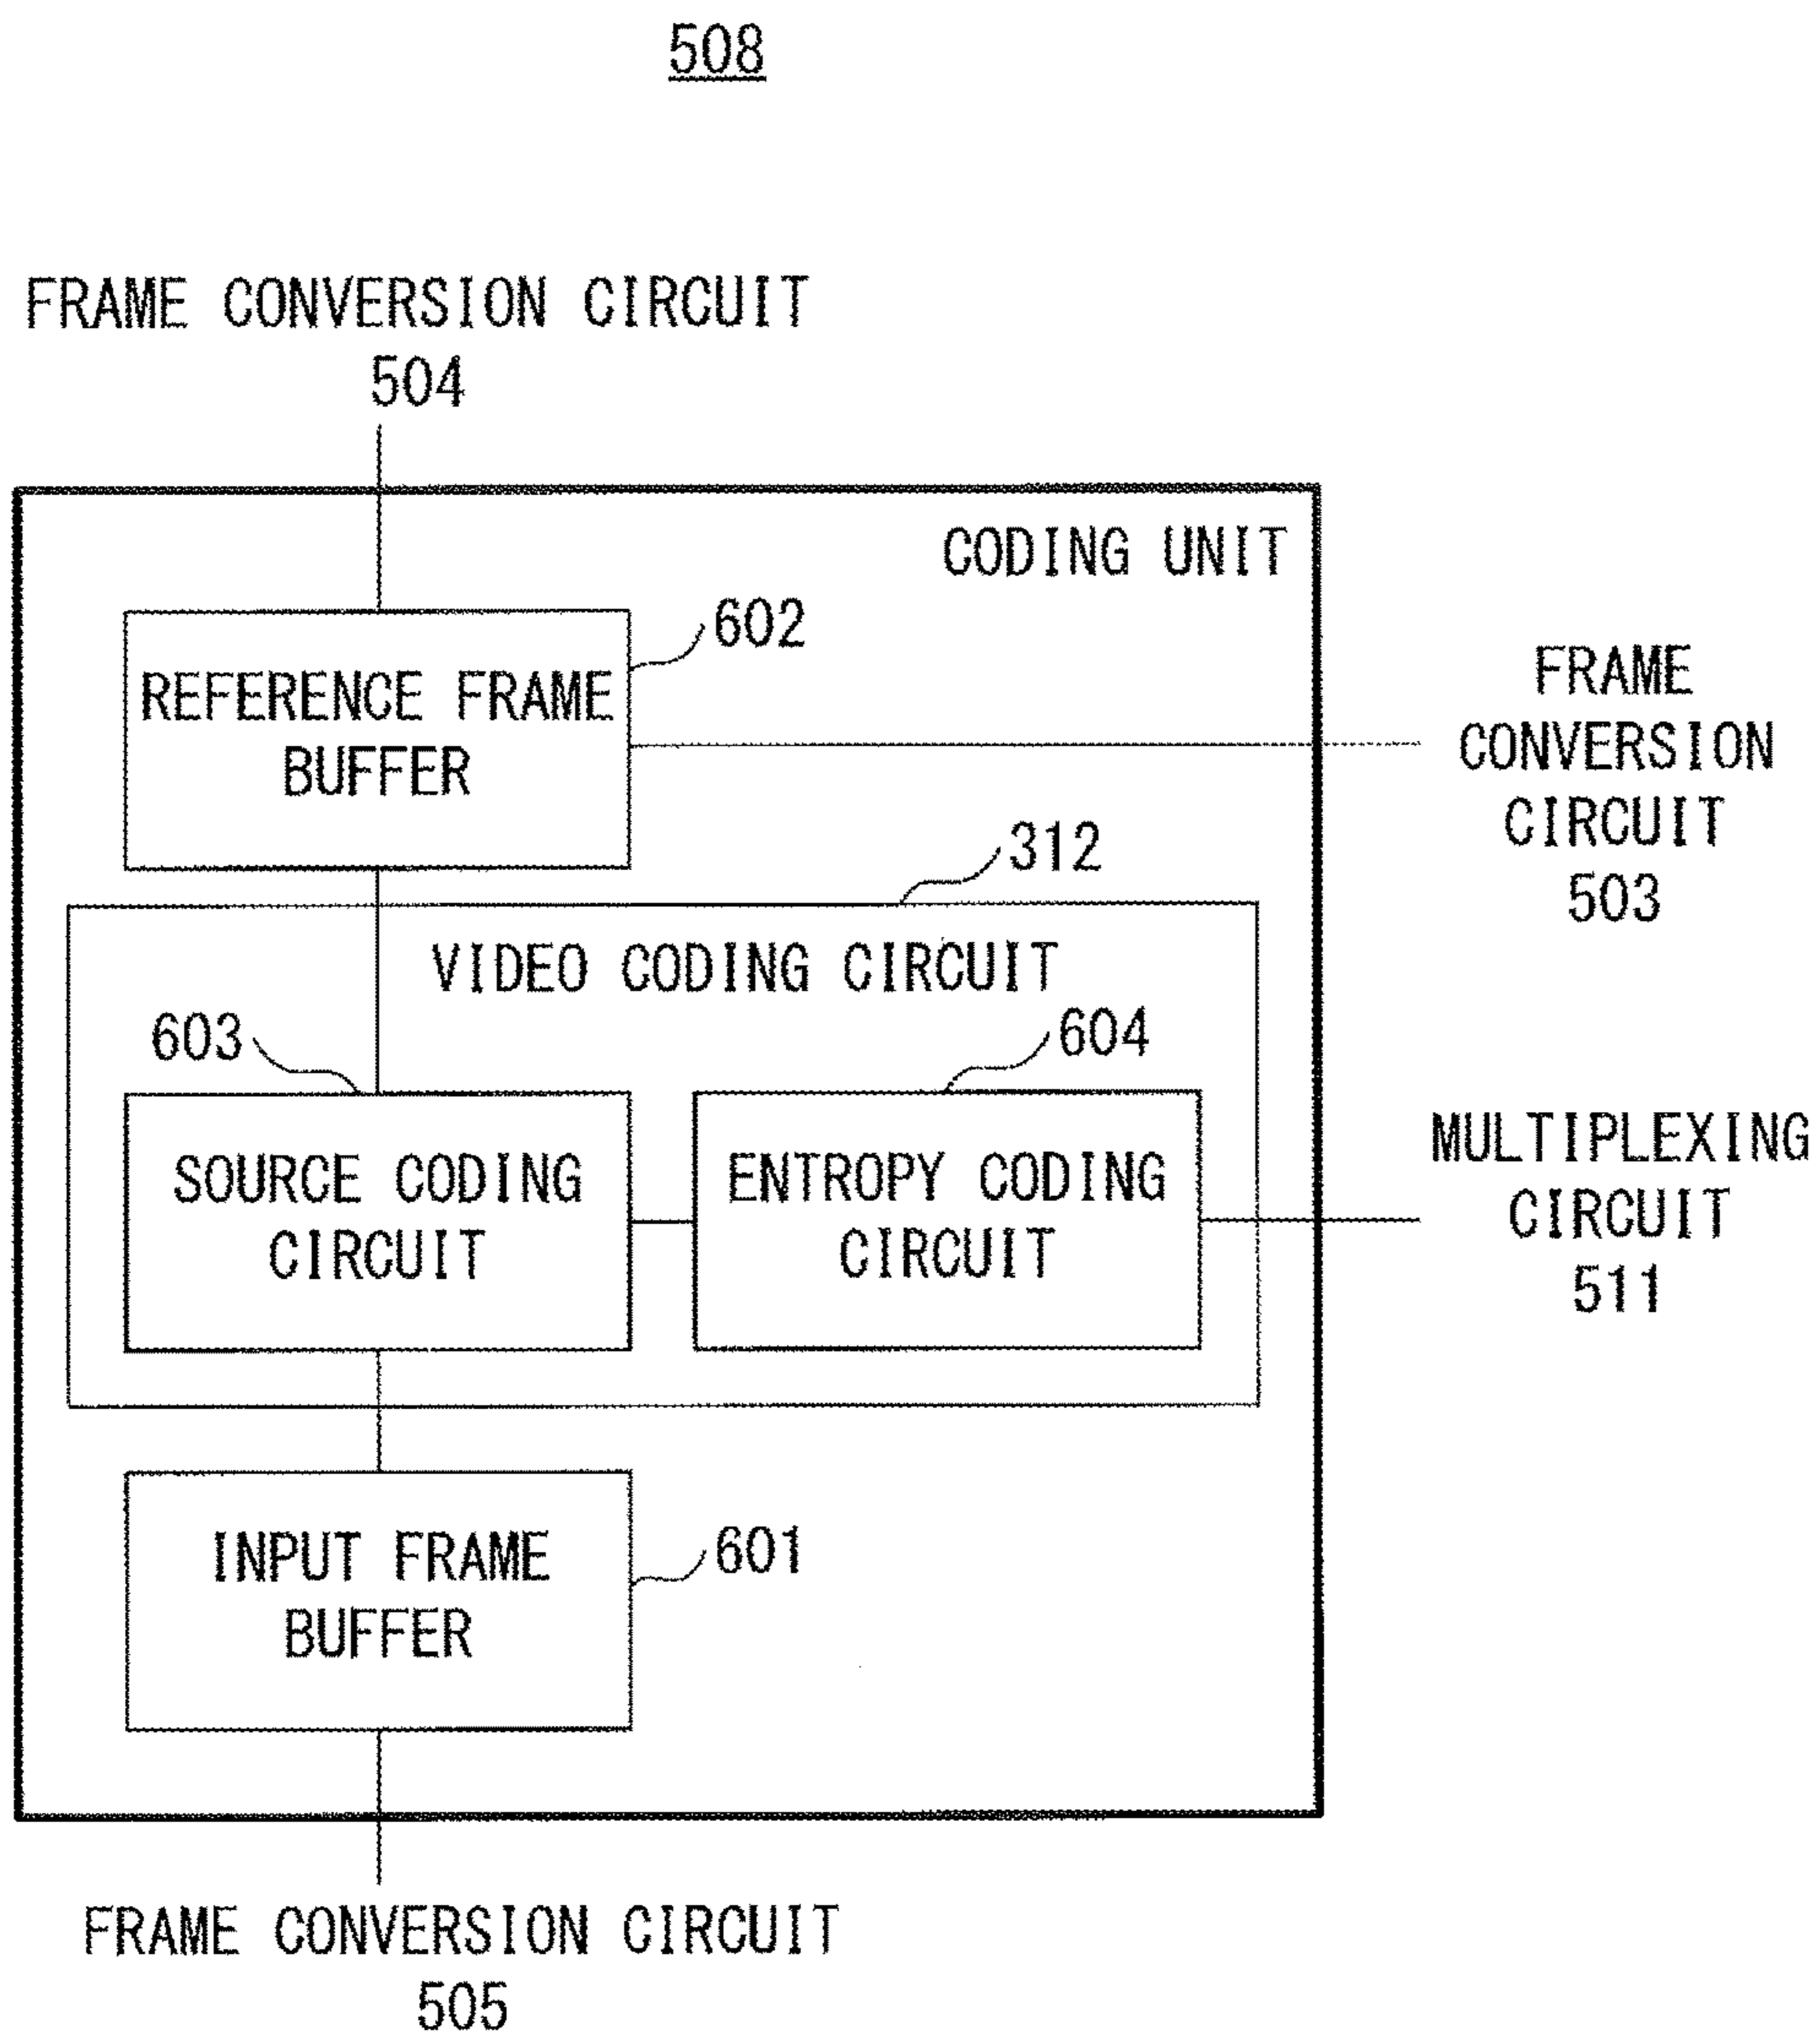 508
FRAME CONVERSION CIRCUIT
504
CODING UNIT
602
REFERENCE FRAME
BUFFER
FRAME
CONVERSION
CIRCUIT
503
312
VIDEO CODING CIRCUIT
603
604
SOURCE CODING
CIRCUIT
ENTROPY CODING
CIRCUIT
MULTIPLEXING
CIRCUIT
511
INPUT FRAME
BUFFER
601
FRAME CONVERSION CIRCUIT
505